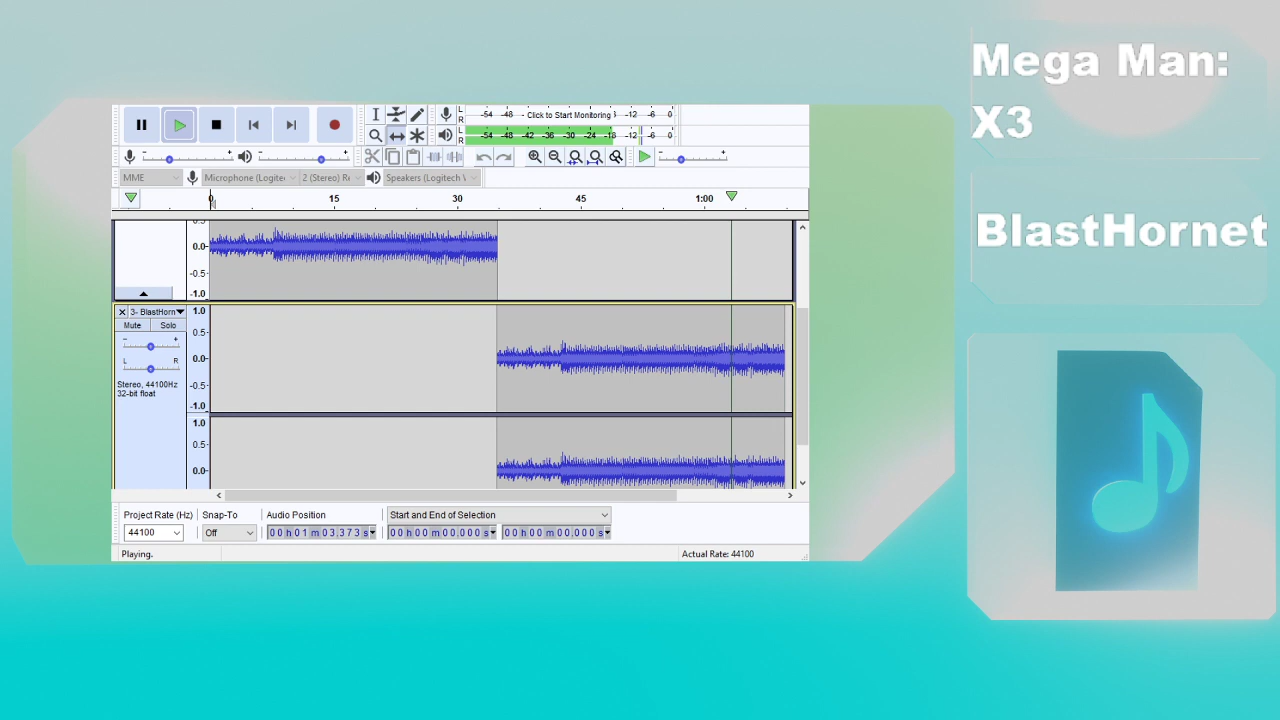 Mega Man:
X3
BlastHornet
L
R
-54 -48 - Click to Start Monitoring -12 -6 0
L
R
-54 -48 -42 -36 -30 -24 -18 -12 -6 0
- +
- +
- +
MME
Microphone (Logite
2 (Stereo) R
Speakers (Logitech
0 15 30 45 1:00
0.5
0.0
-0.5
-1.0
3- BlastHorn
Mute Solo
- +
L R
Stereo, 44100Hz
32-bit float
1.0
0.5
0.0
-0.5
-1.0
1.0
0.5
0.0
Project Rate (Hz) Snap-To Audio Position Start and End of Selection
44100 Off 00 h 01 m 03.373 s 00 h 00 m 00.000 s 00 h 00 m 00.000 s
Playing. Actual Rate: 44100